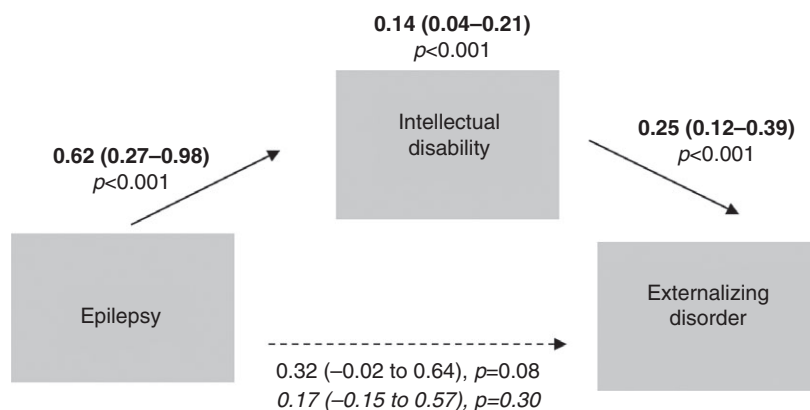 0.14 (0.04–0.21)
p<0.001
Intellectual
disability
0.62 (0.27–0.98)
p<0.001
0.25 (0.12–0.39)
p<0.001
Epilepsy
Externalizing
disorder
0.32 (–0.02 to 0.64), p=0.08
0.17 (–0.15 to 0.57), p=0.30